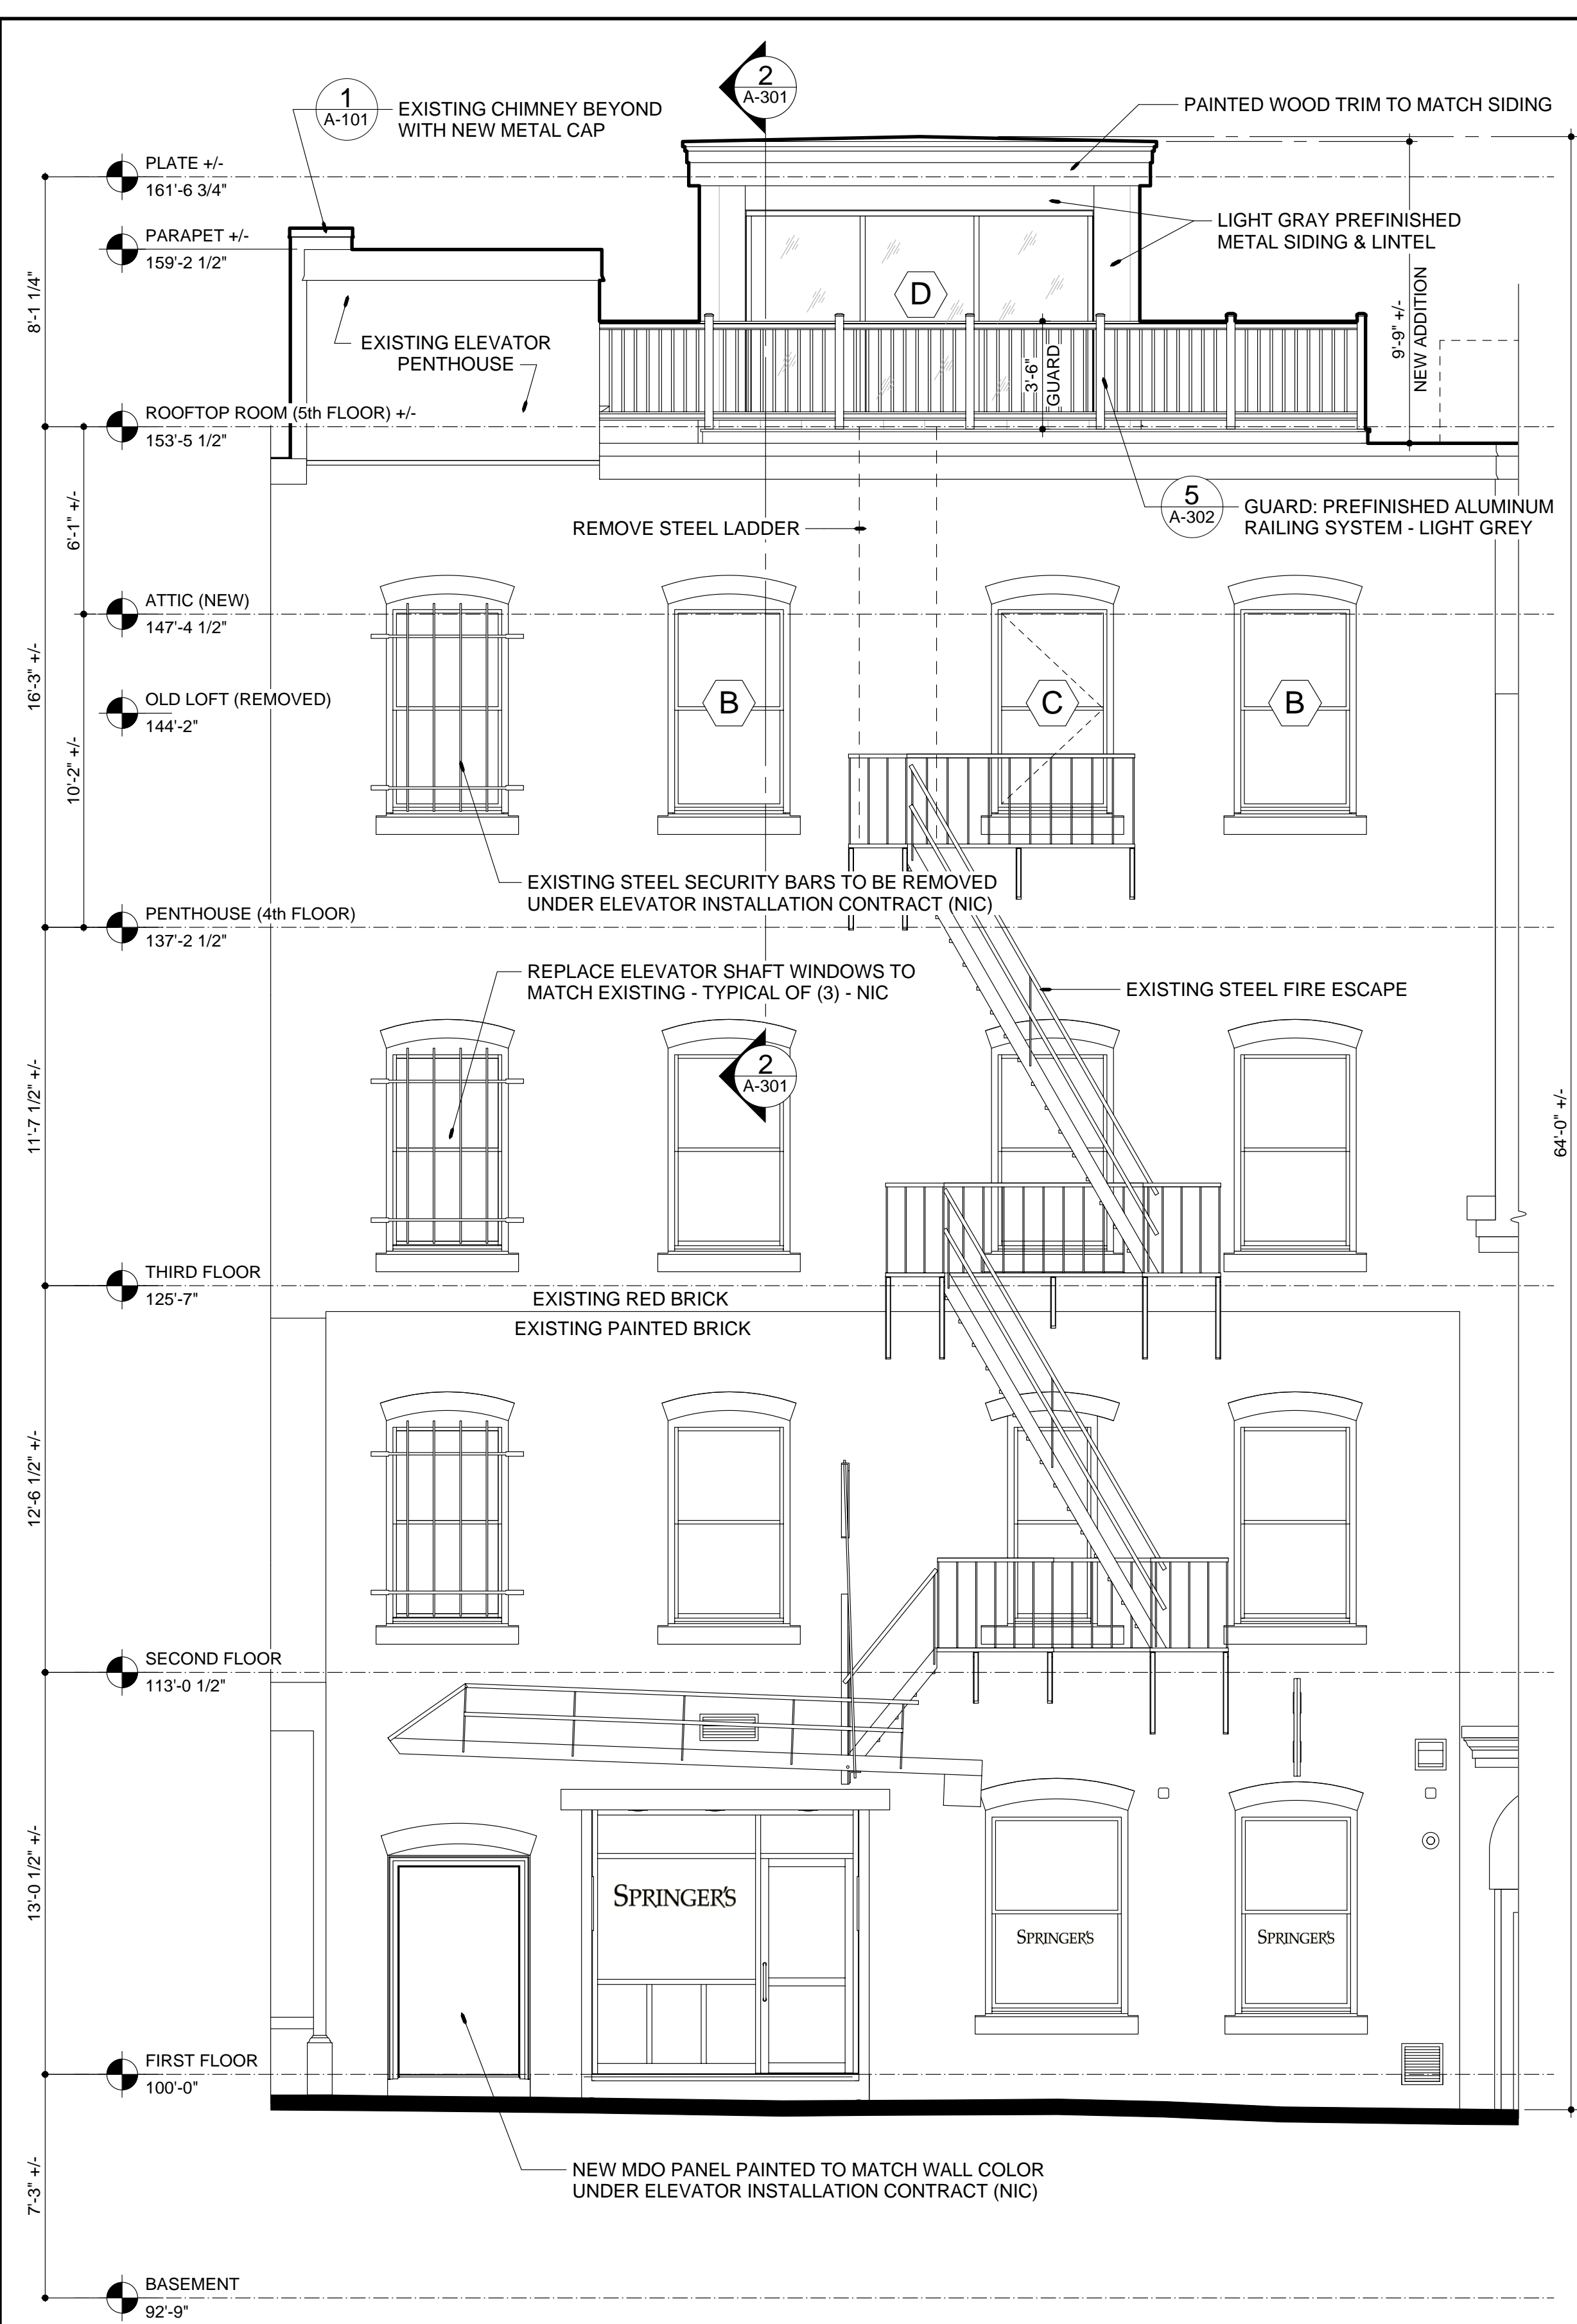 2
A-301
1
A-101
EXISTING CHIMNEY BEYOND
WITH NEW METAL CAP
PAINTED WOOD TRIM TO MATCH SIDING
PLATE +/-
161'-6 3/4"
LIGHT GRAY PREFINISHED
METAL SIDING & LINTEL
PARAPET +/-
159'-2 1/2"
8'-1 1/4"
D
9'-9" +/-
NEW ADDITION
EXISTING ELEVATOR
PENTHOUSE
3'-6"
GUARD
ROOFTOP ROOM (5th FLOOR) +/-
153'-5 1/2"
5
A-302
GUARD: PREFINISHED ALUMINUM
RAILING SYSTEM - LIGHT GREY
6'-1" +/-
REMOVE STEEL LADDER
ATTIC (NEW)
147'-4 1/2"
16'-3" +/-
OLD LOFT (REMOVED)
144'-2"
B
C
B
10'-2" +/-
EXISTING STEEL SECURITY BARS TO BE REMOVED
UNDER ELEVATOR INSTALLATION CONTRACT (NIC)
PENTHOUSE (4th FLOOR)
137'-2 1/2"
REPLACE ELEVATOR SHAFT WINDOWS TO
MATCH EXISTING - TYPICAL OF (3) - NIC
EXISTING STEEL FIRE ESCAPE
2
A-301
11'-7 1/2" +/-
64'-0" +/-
THIRD FLOOR
125'-7"
EXISTING RED BRICK
EXISTING PAINTED BRICK
12'-6 1/2" +/-
SECOND FLOOR
113'-0 1/2"
13'-0 1/2" +/-
SPRINGER'S
SPRINGER'S
SPRINGER'S
FIRST FLOOR
100'-0"
NEW MDO PANEL PAINTED TO MATCH WALL COLOR
UNDER ELEVATOR INSTALLATION CONTRACT (NIC)
7'-3" +/-
BASEMENT
92'-9"